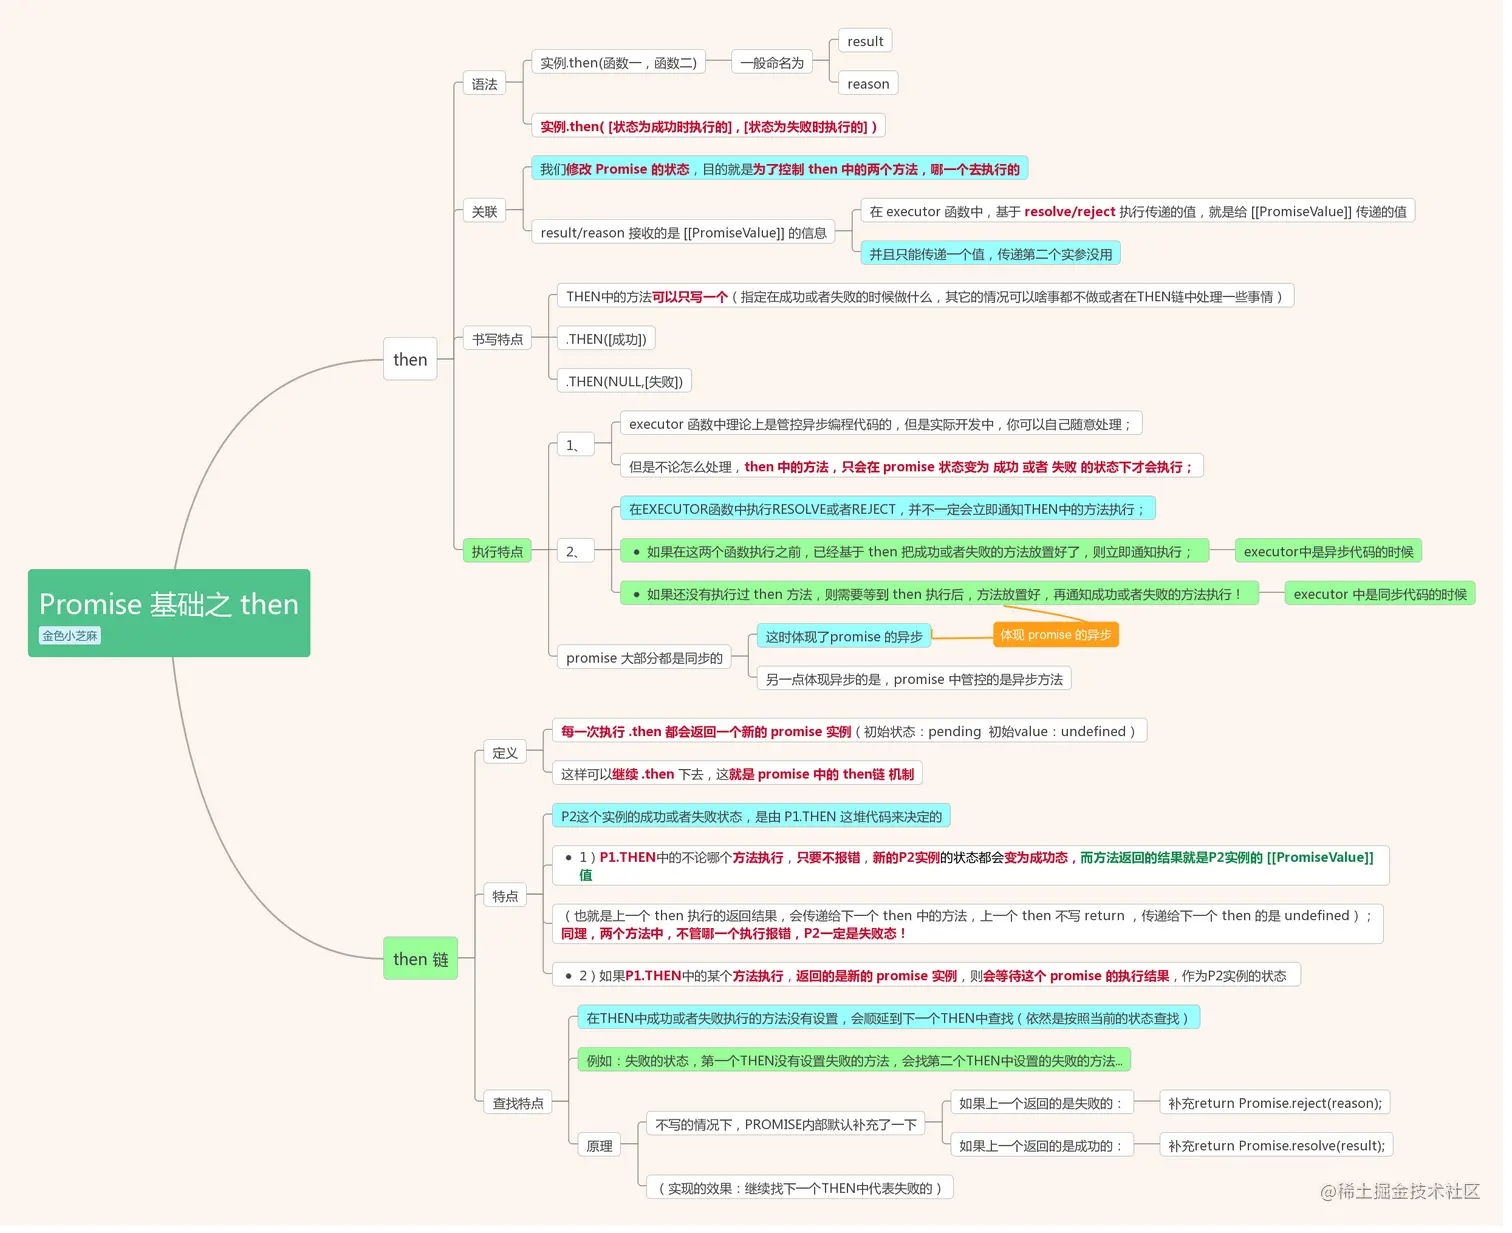 Promise 基础之 then
金色小芝麻
then
语法
实例.then(函数一，函数二)
一般命名为
result
reason
实例.then( [状态为成功时执行的] , [状态为失败时执行的] )
关联
我们修改 Promise 的状态，目的就是为了控制 then 中的两个方法，哪一个去执行的
result/reason 接收的是 [[PromiseValue]] 的信息
在 executor 函数中，基于 resolve/reject 执行传递的值，就是给 [[PromiseValue]] 传递的值
并且只能传递一个值，传递第二个实参没用
书写特点
THEN中的方法可以只写一个（指定在成功或者失败的时候做什么，其它的情况可以啥事都不做或者在THEN链中处理一些事情）
.THEN([成功])
.THEN(NULL,[失败])
执行特点
1、
executor 函数中理论上是管控异步编程代码的，但是实际开发中，你可以自己随意处理；
但是不论怎么处理，then 中的方法，只会在 promise 状态变为 成功 或者 失败 的状态下才会执行；
2、
在EXECUTOR函数中执行RESOLVE或者REJECT，并不一定会立即通知THEN中的方法执行；
• 如果在这两个函数执行之前，已经基于 then 把成功或者失败的方法放置好了，则立即通知执行；
executor中是异步代码的时候
• 如果还没有执行过 then 方法，则需要等到 then 执行后，方法放置好，再通知成功或者失败的方法执行！
executor 中是同步代码的时候
promise 大部分都是同步的
这时体现了promise 的异步
体现 promise 的异步
另一点体现异步的是，promise 中管控的是异步方法
then 链
定义
每一次执行 .then 都会返回一个新的 promise 实例（初始状态：pending 初始value：undefined）
这样可以继续 .then 下去，这就是 promise 中的 then链 机制
特点
P2这个实例的成功或者失败状态，是由 P1.THEN 这堆代码来决定的
• 1）P1.THEN中的不论哪个方法执行，只要不报错，新的P2实例的状态都会变为成功态，而方法返回的结果就是P2实例的 [[PromiseValue]]
值
（也就是上一个 then 执行的返回结果，会传递给下一个 then 中的方法，上一个 then 不写 return ，传递给下一个 then 的是 undefined）；
同理，两个方法中，不管哪一个执行报错，P2一定是失败态！
• 2）如果P1.THEN中的某个方法执行，返回的是新的 promise 实例，则会等待这个 promise 的执行结果，作为P2实例的状态
查找特点
在THEN中成功或者失败执行的方法没有设置，会顺延到下一个THEN中查找（依然是按照当前的状态查找）
例如：失败的状态，第一个THEN没有设置失败的方法，会找第二个THEN中设置的失败的方法...
原理
不写的情况下，PROMISE内部默认补充了一下
如果上一个返回的是失败的：
补充return Promise.reject(reason);
如果上一个返回的是成功的：
补充return Promise.resolve(result);
（实现的效果：继续找下一个THEN中代表失败的）
@稀土掘金技术社区